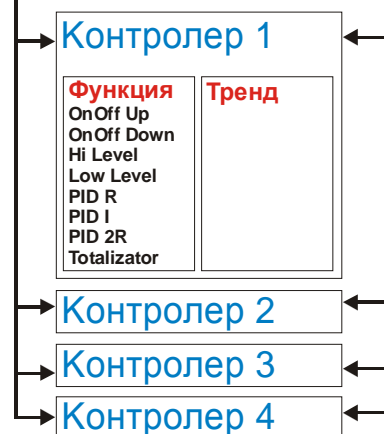 Контролер 1
Функция
OnOff Up
OnOff Down
Hi Level
Low Level
PID R
PID I
PID 2R
Totalizator
Тренд
Контролер 2
Контролер 3
Контролер 4